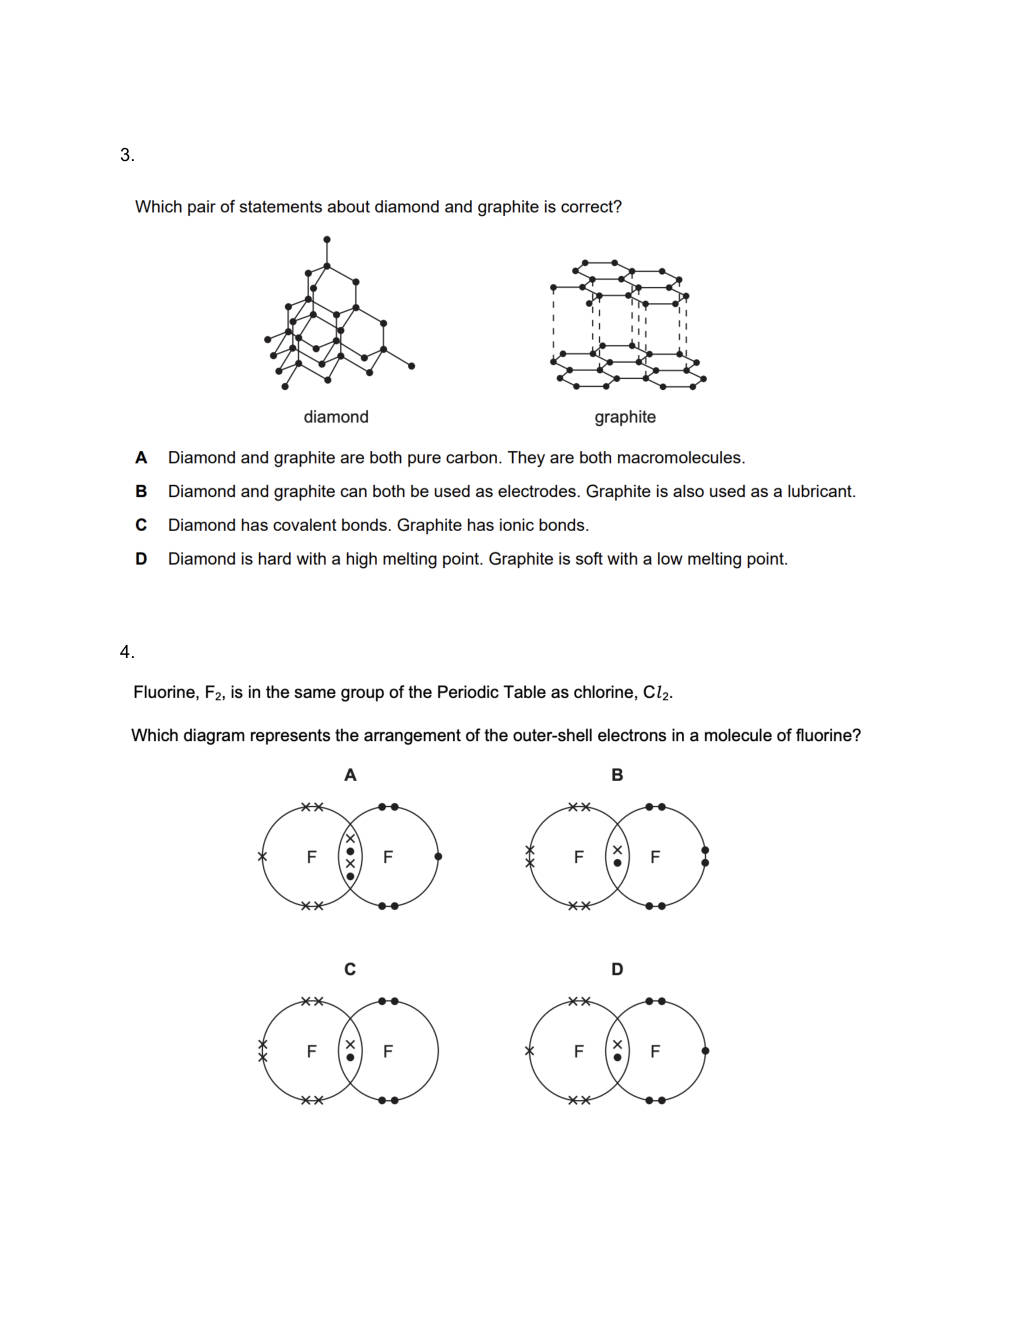 3.
Which pair of statements about diamond and graphite is correct?
diamond graphite
A Diamond and graphite are both pure carbon. They are both macromolecules.
B Diamond and graphite can both be used as electrodes. Graphite is also used as a lubricant.
C Diamond has covalent bonds. Graphite has ionic bonds.
D Diamond is hard with a high melting point. Graphite is soft with a low melting point.
4.
Fluorine, F₂, is in the same group of the Periodic Table as chlorine, Cl₂.
Which diagram represents the arrangement of the outer-shell electrons in a molecule of fluorine?
A B
F F F F
C D
F F F F